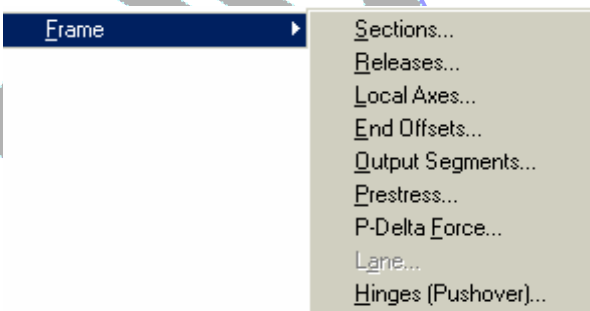 Frame
Sections...
Releases...
Local Axes...
End Offsets...
Output Segments...
Prestress...
P-Delta Force...
Lane...
Hinges (Pushover)...